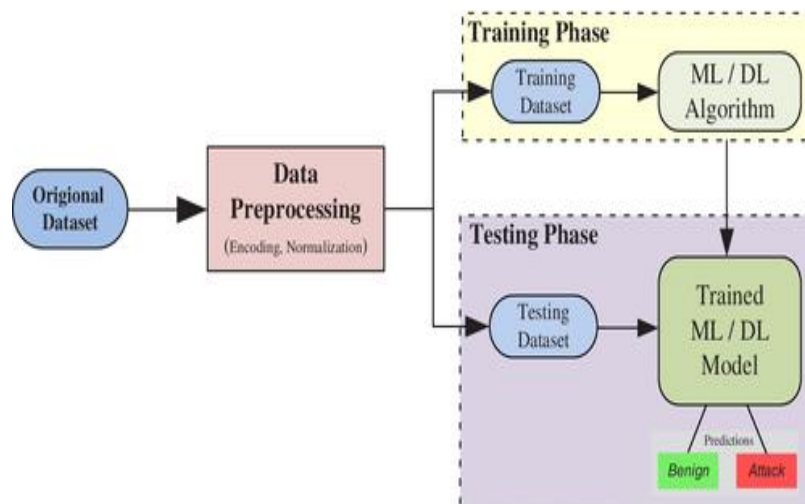 Training Phase
Training
Dataset
ML / DL
Algorithm
Origional
Dataset
Data
Preprocessing
(Encoding, Normalization)
Testing Phase
Testing
Dataset
Trained
ML / DL
Model
Predictions
Benign
Attack